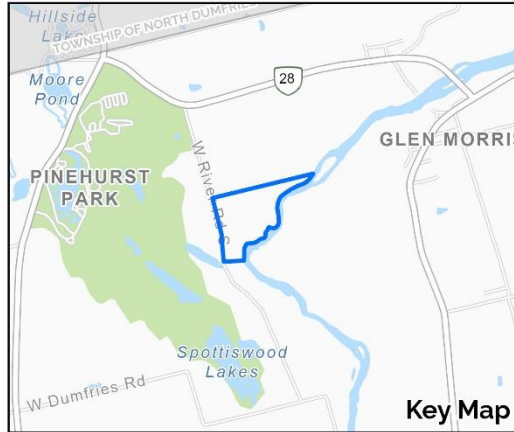 Hillside
Lake
TOWNSHIP OF NORTH DUMFRIES
Moore
Pond
28
GLEN MORRIS
W River Rd S
PINEHURST
PARK
Spottiswood
Lakes
W Dumfries Rd
Key Map